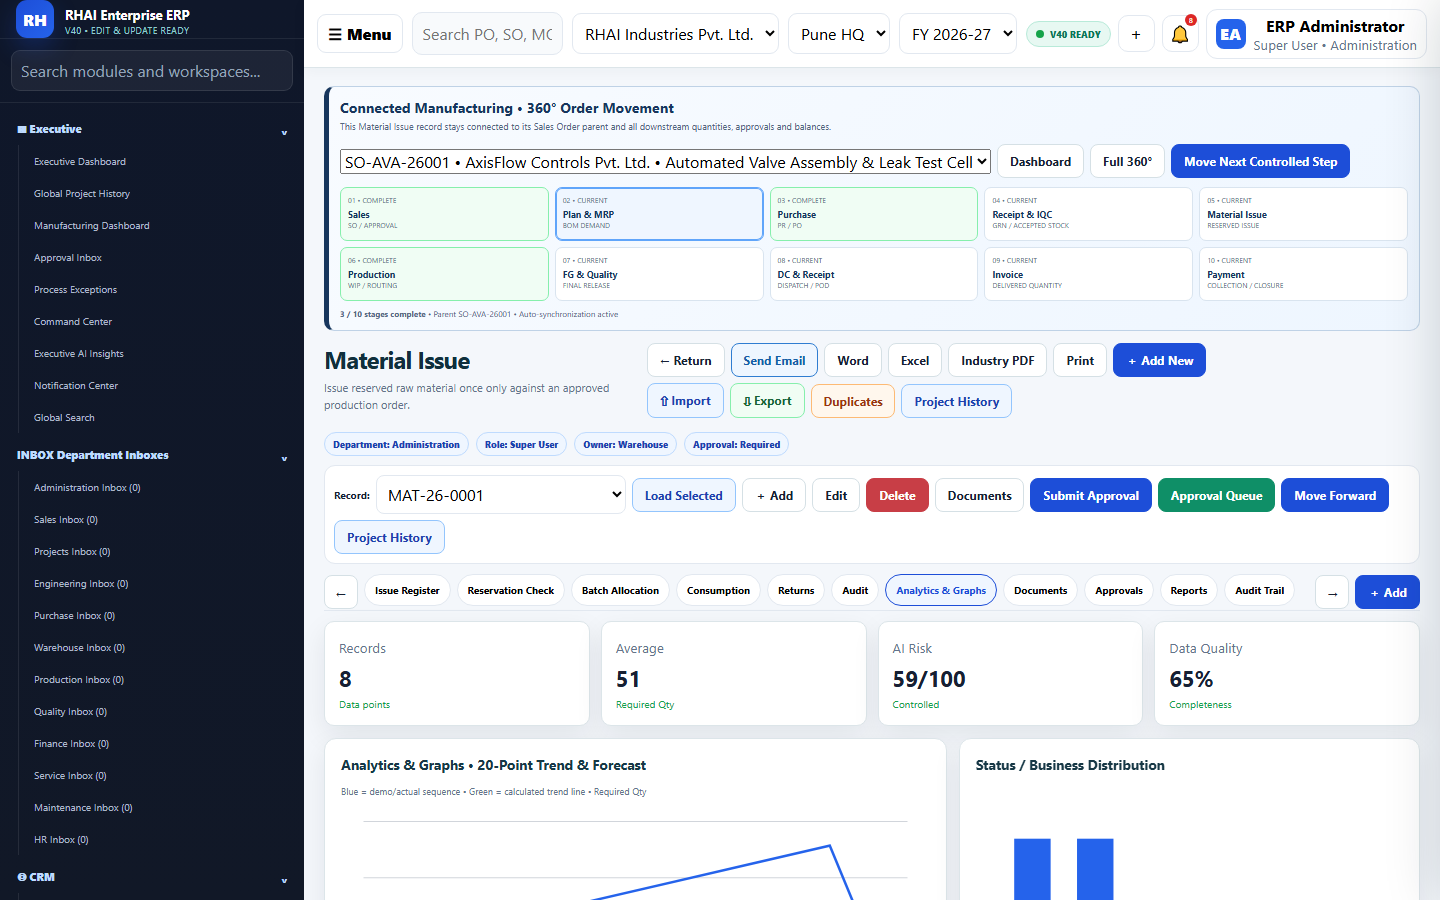 RH
RHAI Enterprise ERP
V40 • EDIT & UPDATE READY
Search modules and workspaces...
Executive
Executive Dashboard
Global Project History
Manufacturing Dashboard
Approval Inbox
Process Exceptions
Command Center
Executive AI Insights
Notification Center
Global Search
INBOX Department Inboxes
Administration Inbox (0)
Sales Inbox (0)
Projects Inbox (0)
Engineering Inbox (0)
Purchase Inbox (0)
Warehouse Inbox (0)
Production Inbox (0)
Quality Inbox (0)
Finance Inbox (0)
Service Inbox (0)
Maintenance Inbox (0)
HR Inbox (0)
CRM
☰ Menu
Search PO, SO, MC
RHAI Industries Pvt. Ltd.
Pune HQ
FY 2026-27
V40 READY
+
8
EA
ERP Administrator
Super User • Administration
Connected Manufacturing • 360° Order Movement
This Material Issue record stays connected to its Sales Order parent and all downstream quantities, approvals and balances.
SO-AVA-26001 • AxisFlow Controls Pvt. Ltd. • Automated Valve Assembly & Leak Test Cell
Dashboard
Full 360°
Move Next Controlled Step
01 • COMPLETE
Sales
SO / APPROVAL
02 • CURRENT
Plan & MRP
BOM DEMAND
03 • COMPLETE
Purchase
PR / PO
04 • CURRENT
Receipt & IQC
GRN / ACCEPTED STOCK
05 • CURRENT
Material Issue
RESERVED ISSUE
06 • COMPLETE
Production
WIP / ROUTING
07 • CURRENT
FG & Quality
FINAL RELEASE
08 • CURRENT
DC & Receipt
DISPATCH / POD
09 • CURRENT
Invoice
DELIVERED QUANTITY
10 • CURRENT
Payment
COLLECTION / CLOSURE
3 / 10 stages complete • Parent SO-AVA-26001 • Auto-synchronization active
Material Issue
Issue reserved raw material once only against an approved
production order.
← Return
Send Email
Word
Excel
Industry PDF
Print
+ Add New
⇧ Import
⇩ Export
Duplicates
Project History
Department: Administration
Role: Super User
Owner: Warehouse
Approval: Required
Record:
MAT-26-0001
Load Selected
+ Add
Edit
Delete
Documents
Submit Approval
Approval Queue
Move Forward
Project History
←
Issue Register
Reservation Check
Batch Allocation
Consumption
Returns
Audit
Analytics & Graphs
Documents
Approvals
Reports
Audit Trail
→
+ Add
Records
8
Data points
Average
51
Required Qty
AI Risk
59/100
Controlled
Data Quality
65%
Completeness
Analytics & Graphs • 20-Point Trend & Forecast
Blue = demo/actual sequence • Green = calculated trend line • Required Qty
Status / Business Distribution